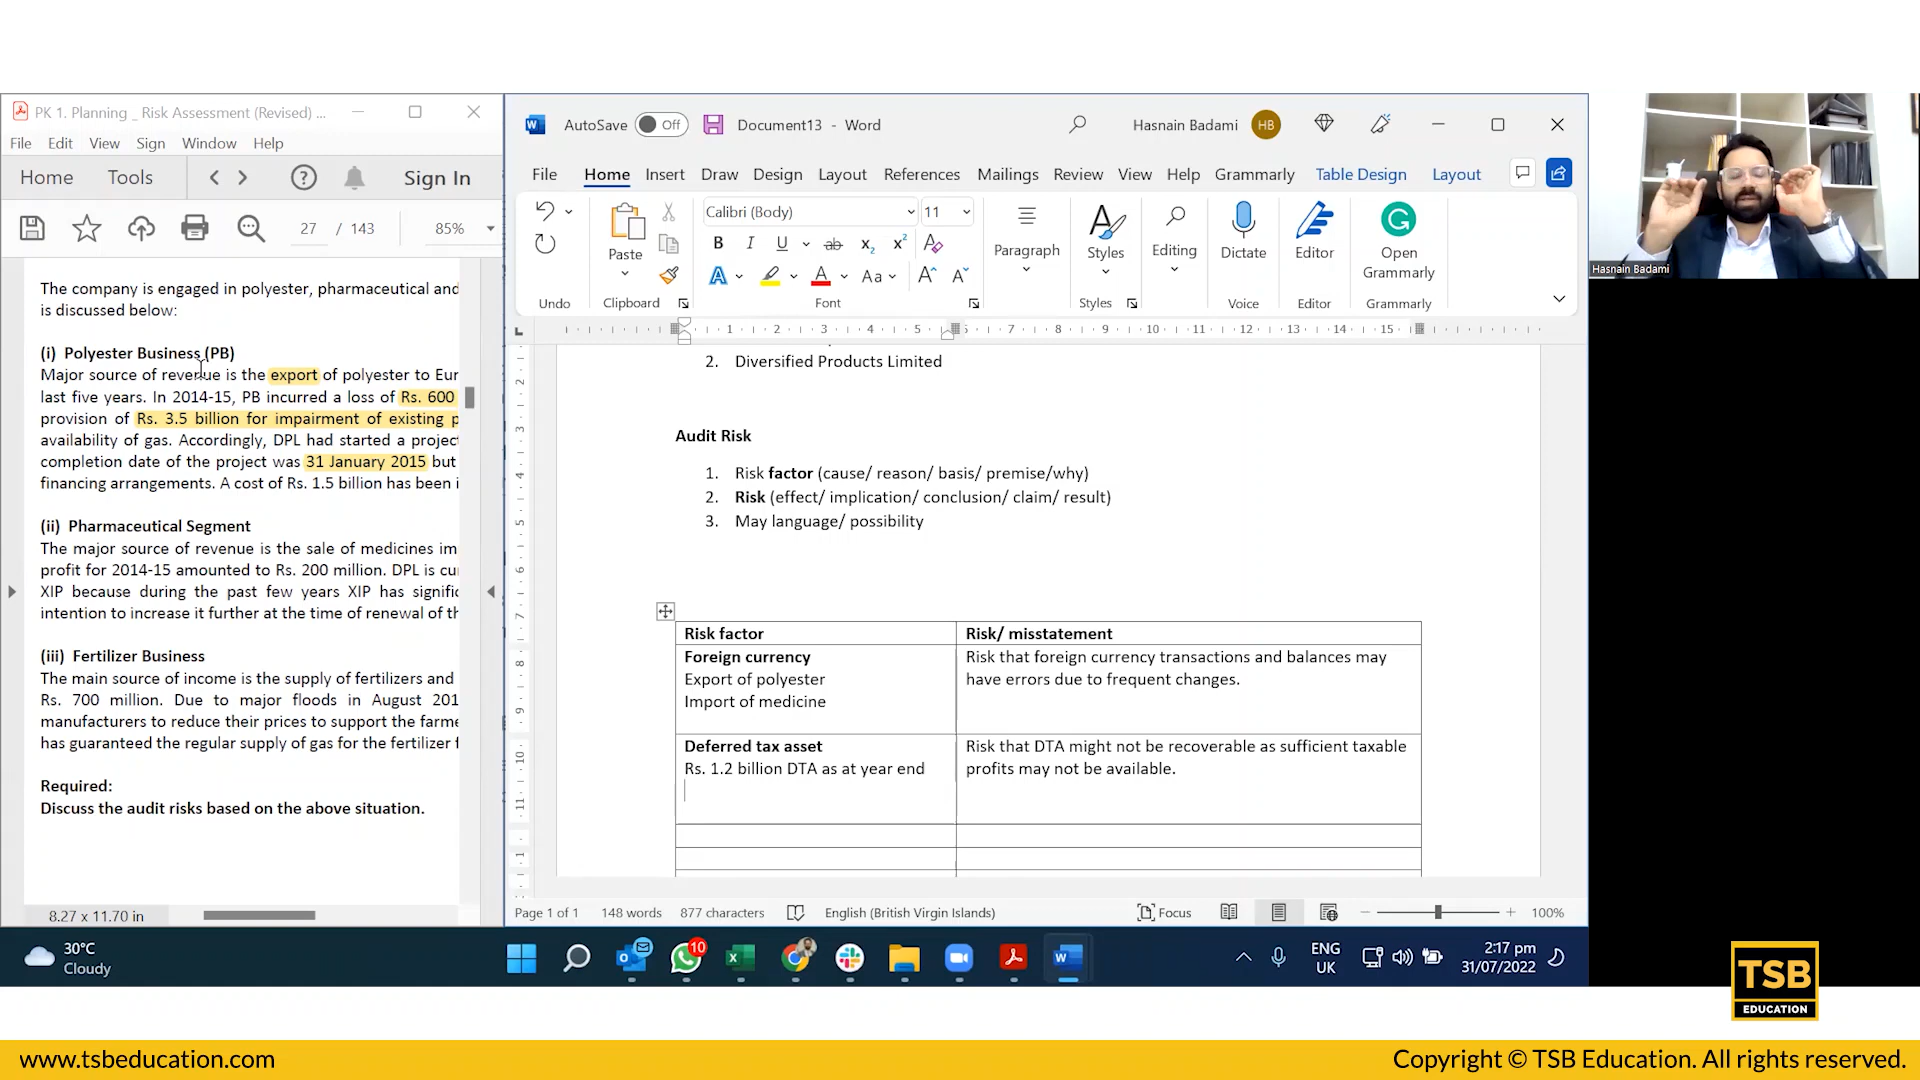 PK 1. Planning _ Risk Assessment (Revised) ...
File Edit View Sign Window Help
Home Tools Sign In
27 / 143 85%
The company is engaged in polyester, pharmaceutical and
is discussed below:
(i) Polyester Business (PB)
Major source of revenue is the export of polyester to Eur
last five years. In 2014-15, PB incurred a loss of Rs. 600
provision of Rs. 3.5 billion for impairment of existing p
availability of gas. Accordingly, DPL had started a project
completion date of the project was 31 January 2015 but
financing arrangements. A cost of Rs. 1.5 billion has been i
(ii) Pharmaceutical Segment
The major source of revenue is the sale of medicines im
profit for 2014-15 amounted to Rs. 200 million. DPL is cu
XIP because during the past few years XIP has signific
intention to increase it further at the time of renewal of th
(iii) Fertilizer Business
The main source of income is the supply of fertilizers and
Rs. 700 million. Due to major floods in August 201
manufacturers to reduce their prices to support the farme
has guaranteed the regular supply of gas for the fertilizer f
Required:
Discuss the audit risks based on the above situation.
8.27 x 11.70 in
AutoSave Off Document13 - Word Hasnain Badami HB
File Home Insert Draw Design Layout References Mailings Review View Help Grammarly Table Design Layout
Calibri (Body) 11
Paste Paragraph Styles Editing Dictate Editor Open Grammarly
Undo Clipboard Font Styles Voice Editor Grammarly
2. Diversified Products Limited
Audit Risk
1. Risk factor (cause/ reason/ basis/ premise/why)
2. Risk (effect/ implication/ conclusion/ claim/ result)
3. May language/ possibility
Risk factor Risk/ misstatement
Foreign currency
Export of polyester
Import of medicine
Risk that foreign currency transactions and balances may
have errors due to frequent changes.
Deferred tax asset
Rs. 1.2 billion DTA as at year end
Risk that DTA might not be recoverable as sufficient taxable
profits may not be available.
Page 1 of 1 148 words 877 characters English (British Virgin Islands) Focus 100%
Hasnain Badami
30°C
Cloudy
10
ENG
UK
2:17 pm
31/07/2022
TSB
EDUCATION
www.tsbeducation.com
Copyright © TSB Education. All rights reserved.